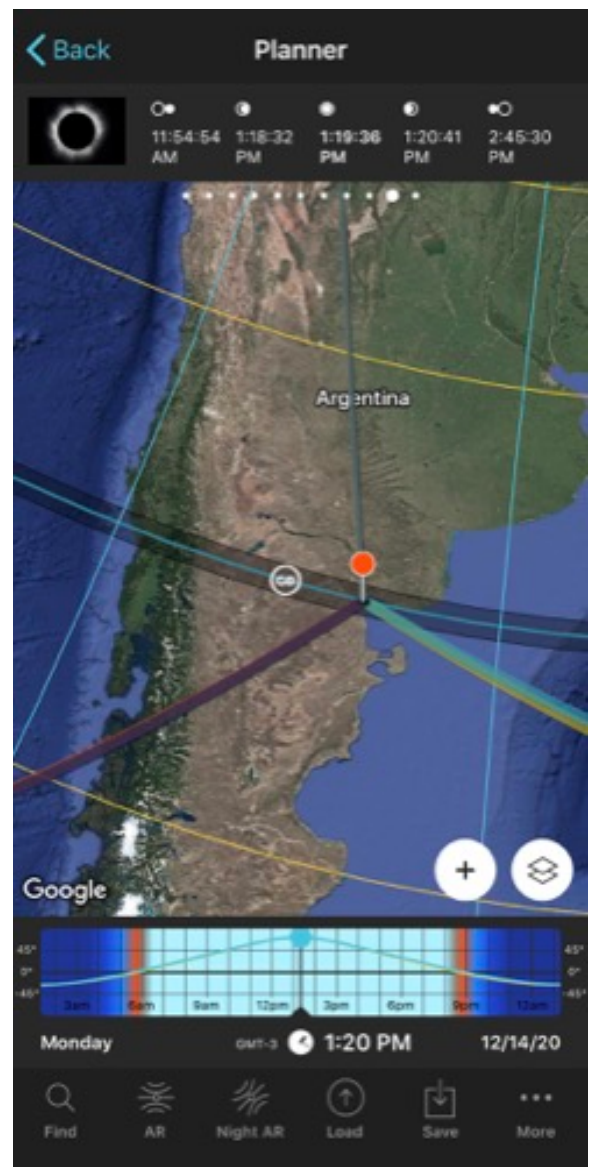 Back
Planner
11:54:54 AM
1:18:32 PM
1:19:36 PM
1:20:41 PM
2:45:30 PM
Argentina
Google
45°
0°
-45°
45°
0°
-45°
3am 6am 9am 12pm 3pm 6pm 9pm 12am
Monday GMT-3 1:20 PM 12/14/20
Find AR Night AR Load Save More